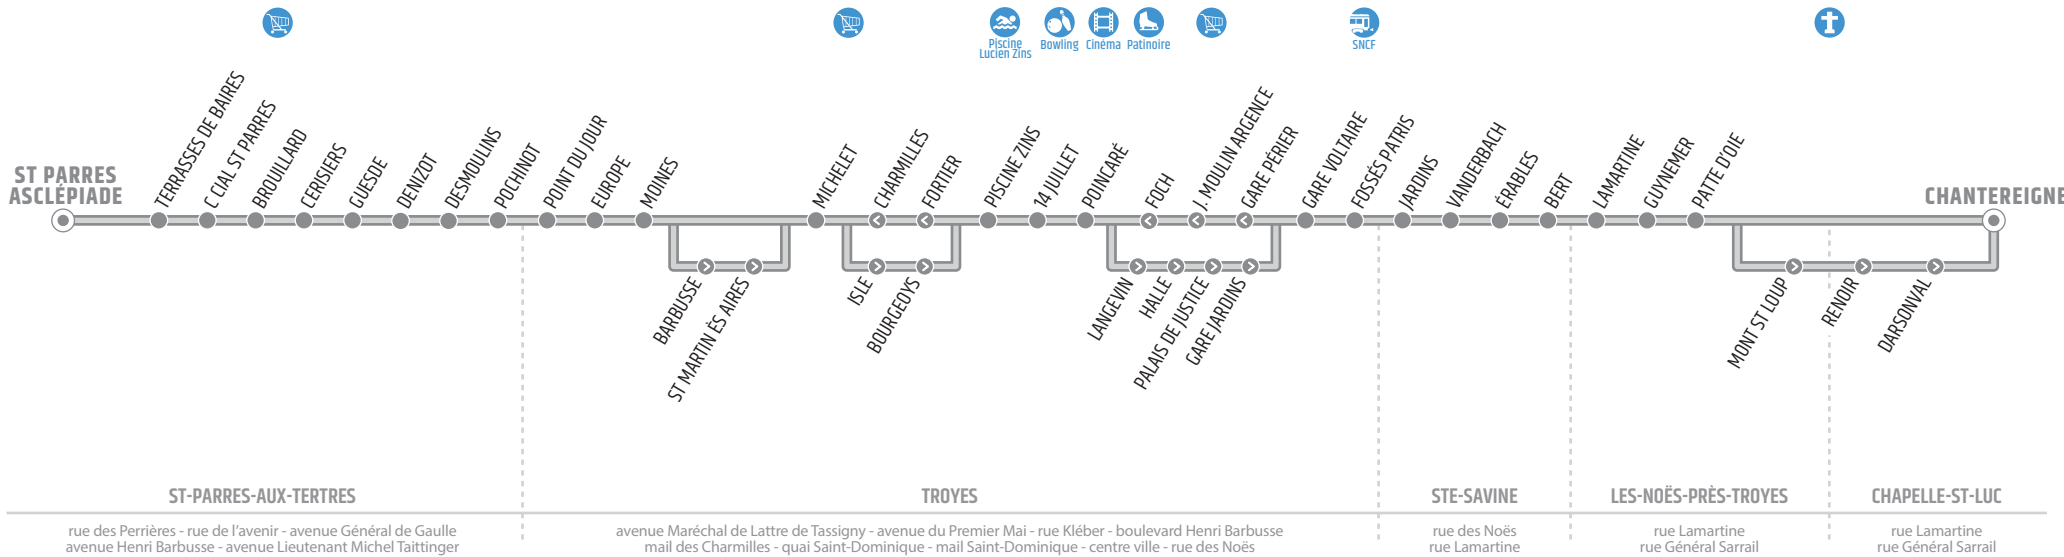 Piscine
Lucien Zins
Bowling
Cinéma
Patinoire
SNCF
ST PARRES
ASCLÉPIADE
TERRASSES DE BAIRES
C CIAL ST PARRES
BROUILLARD
CERISIERS
GUESDE
DENIZOT
DESMOULINS
POCHINOT
POINT DU JOUR
EUROPE
MOINES
MICHELET
CHARMILLES
FORTIER
PISCINE ZINS
14 JUILLET
POINCARÉ
FOCH
J. MOULIN ARGENCE
GARE PÉRIER
GARE VOLTAIRE
FOSSÉS PATRIS
JARDINS
VANDERBACH
ÉRABLES
BERT
LAMARTINE
GUYNEMER
PATTE D'OIE
CHANTEREIGNE
BARBUSSE
ST MARTIN ÈS AIRES
ISLE
BOURGEOYS
LANGEVIN
HALLE
PALAIS DE JUSTICE
GARE JARDINS
MONT ST LOUP
RENOIR
DARSONVAL
ST-PARRES-AUX-TERTRES
TROYES
STE-SAVINE
LES-NOËS-PRÈS-TROYES
CHAPELLE-ST-LUC
rue des Perrières - rue de l'avenir - avenue Général de Gaulle
avenue Henri Barbusse - avenue Lieutenant Michel Taittinger
avenue Maréchal de Lattre de Tassigny - avenue du Premier Mai - rue Kléber - boulevard Henri Barbusse
mail des Charmilles - quai Saint-Dominique - mail Saint-Dominique - centre ville - rue des Noës
rue des Noës
rue Lamartine
rue Lamartine
rue Général Sarrail
rue Lamartine
rue Général Sarrail